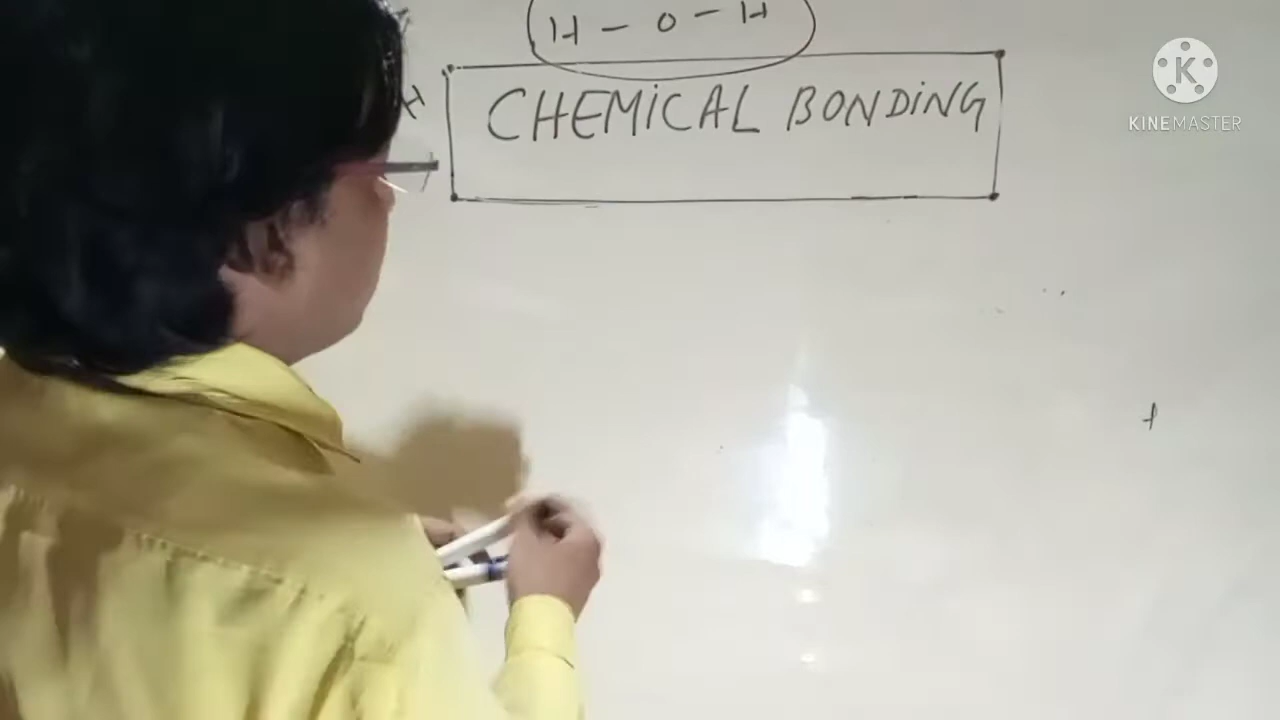 H - O - H
CHEMICAL BONDING
K
KINEMASTER
H
+